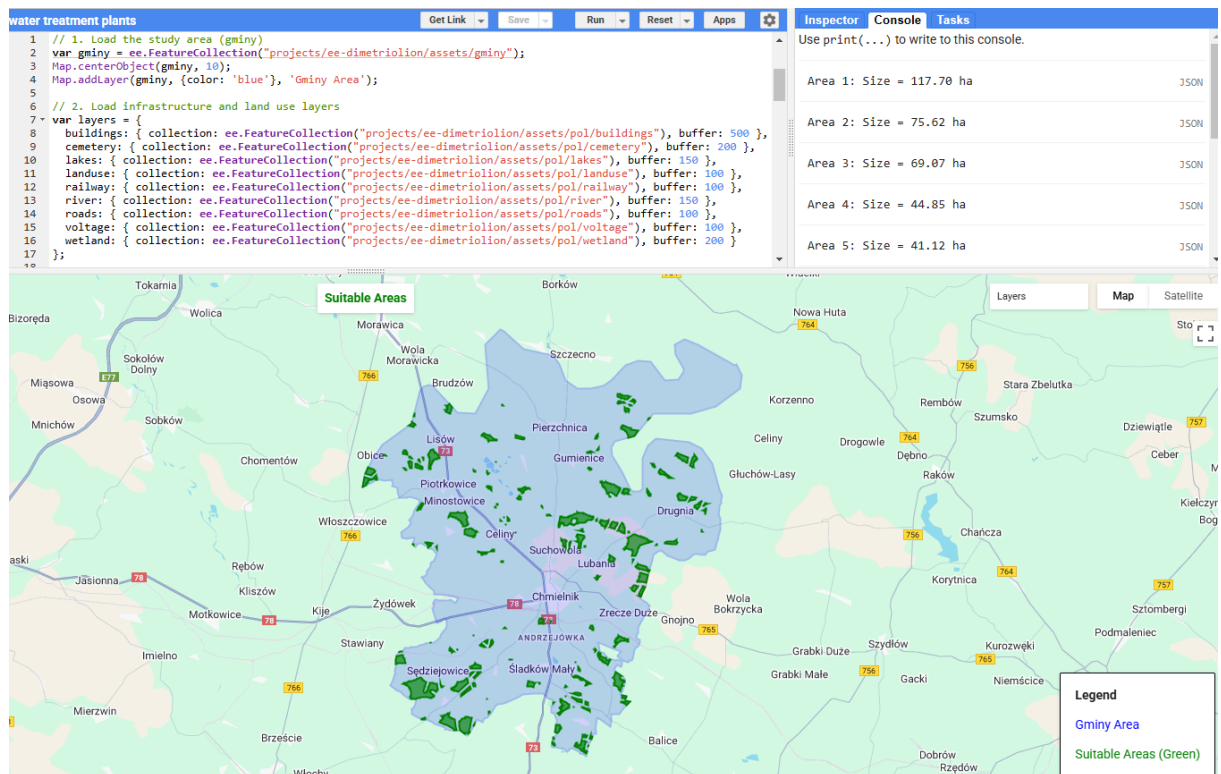 water treatment plants
Get Link
Save
Run
Reset
Apps
Inspector Console Tasks
1 // 1. Load the study area (gminy)
2 var gminy = ee.FeatureCollection("projects/ee-dimetriolion/assets/gminy");
3 Map.centerObject(gminy, 10);
4 Map.addLayer(gminy, {color: 'blue'}, 'Gminy Area');
5
6 // 2. Load infrastructure and land use layers
7 var layers = {
8 buildings: { collection: ee.FeatureCollection("projects/ee-dimetriolion/assets/pol/buildings"), buffer: 500 },
9 cemetery: { collection: ee.FeatureCollection("projects/ee-dimetriolion/assets/pol/cemetery"), buffer: 200 },
10 lakes: { collection: ee.FeatureCollection("projects/ee-dimetriolion/assets/pol/lakes"), buffer: 150 },
11 landuse: { collection: ee.FeatureCollection("projects/ee-dimetriolion/assets/pol/landuse"), buffer: 100 },
12 railway: { collection: ee.FeatureCollection("projects/ee-dimetriolion/assets/pol/railway"), buffer: 100 },
13 river: { collection: ee.FeatureCollection("projects/ee-dimetriolion/assets/pol/river"), buffer: 150 },
14 roads: { collection: ee.FeatureCollection("projects/ee-dimetriolion/assets/pol/roads"), buffer: 100 },
15 voltage: { collection: ee.FeatureCollection("projects/ee-dimetriolion/assets/pol/voltage"), buffer: 100 },
16 wetland: { collection: ee.FeatureCollection("projects/ee-dimetriolion/assets/pol/wetland"), buffer: 200 }
17 };
Use print(...) to write to this console.
Area 1: Size = 117.70 ha JSON
Area 2: Size = 75.62 ha JSON
Area 3: Size = 69.07 ha JSON
Area 4: Size = 44.85 ha JSON
Area 5: Size = 41.12 ha JSON
Tokarnia
Borków
Suitable Areas
Layers
Map
Satellite
Bizoręda
Wolica
Morawica
Nowa Huta
764
Wola
Morawicka
Szczecno
Sokołów
Dolny
E77
766
756
Miąsowa
Brudzów
Stara Zbelutka
Osowa
Korzenno
Rembów
Szumsko
Mnichów
Sobków
Pierzchnica
757
Dziewiątle
Lisów
73
Celiny
Drogowle
764
Dębno
Ceber
Obice
Chomentów
Gumienice
Głuchów-Lasy
Raków
Piotrkowice
Minostowice
Drugnia
Kiełczyn
Włoszczowice
766
Celiny
756
Chańcza
Suchowola
Lubania
Rębów
Jasionna
78
Kliszów
Chmielnik
764
Korytnica
757
Motkowice
78
Kije
Żydówek
78
Zrecze Duże
Gnojno
Wola
Bokrzycka
Sztombergi
765
ANDRZEJÓWKA
Podmaleniec
Stawiany
Szydłów
Kurozwęki
Imielno
Grabki Duże
765
Sędziejowice
Śladków Mały
Grabki Małe
756
Gacki
Niemścice
766
Mierzwin
Brzeście
73
Balice
Dobrów
Rzędów
Włochy
Legend
Gminy Area
Suitable Areas (Green)